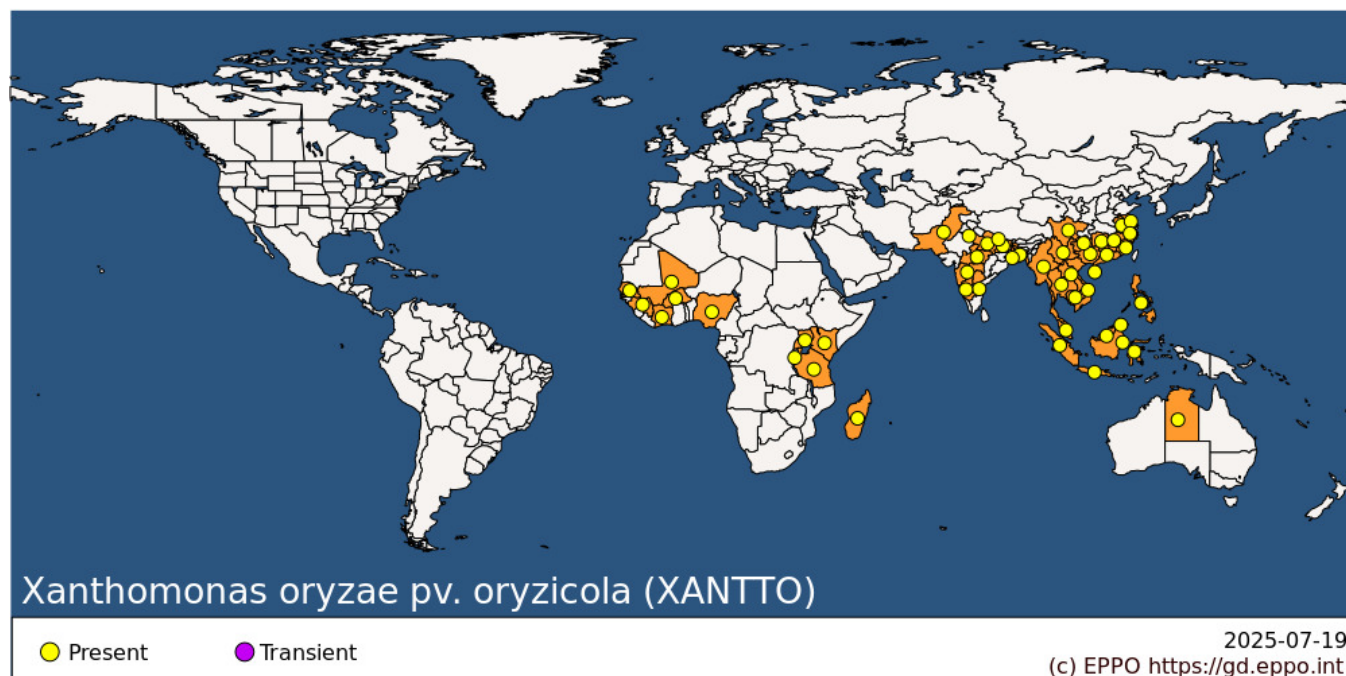 Xanthomonas oryzae pv. oryzicola (XANTTO)
Present
Transient
2025-07-19
(c) EPPO https://gd.eppo.int